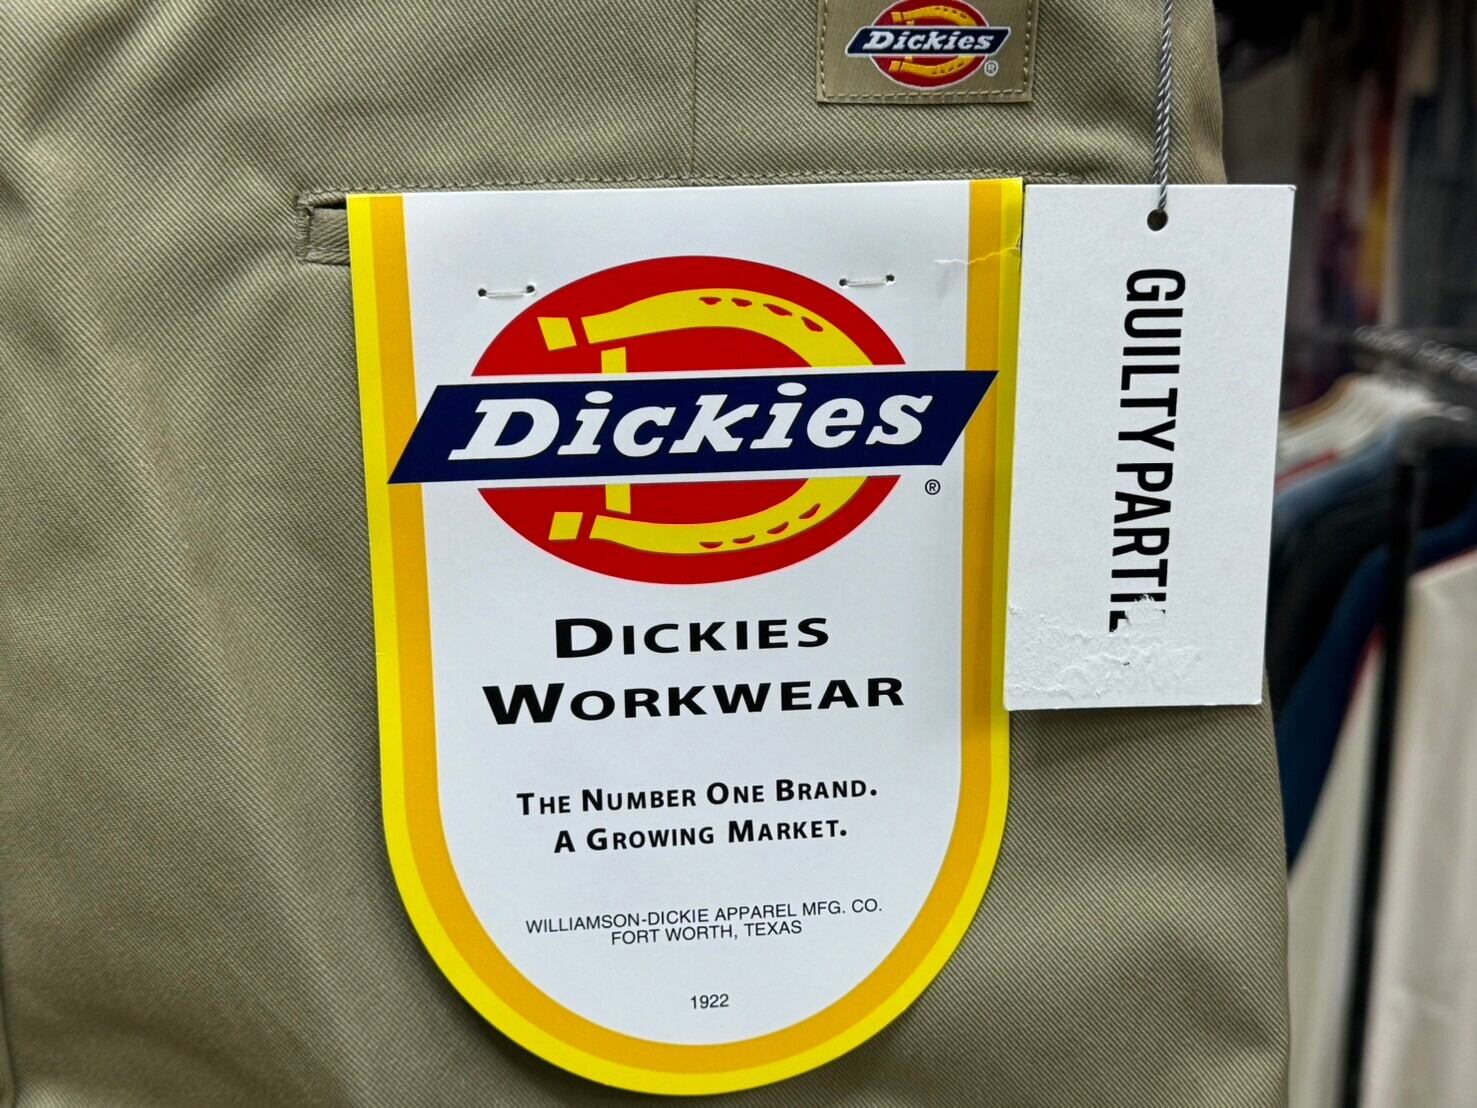 Dickies
®
Dickies
®
DICKIES
WORKWEAR
THE NUMBER ONE BRAND.
A GROWING MARKET.
WILLIAMSON-DICKIE APPAREL MFG. CO.
FORT WORTH, TEXAS
1922
GUILTY